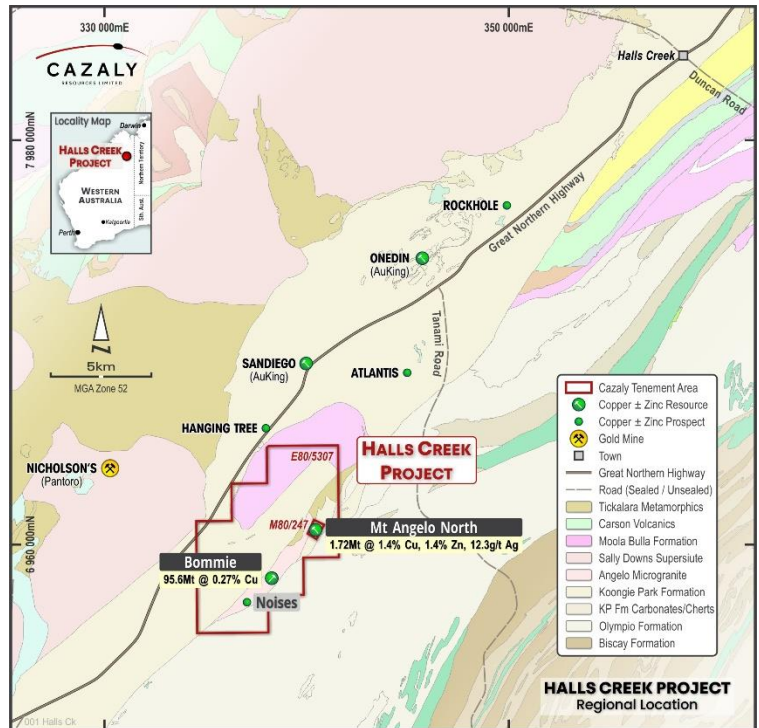 330 000mE
350 000mE
CAZALY
RESOURCES LIMITED
Halls Creek
Duncan Road
Locality Map
Darwin
HALLS CREEK
PROJECT
Northern Territory
WESTERN
AUSTRALIA
Sth. Aust.
Kalgoorlie
Perth
7 980 000mN
ROCKHOLE
Great Northern Highway
ONEDIN
(AuKing)
Tanami Road
N
5km
MGA Zone 52
SANDIEGO
(AuKing)
ATLANTIS
HANGING TREE
E80/5307
HALLS CREEK
PROJECT
NICHOLSON'S
(Pantoro)
M80/247
Mt Angelo North
1.72Mt @ 1.4% Cu, 1.4% Zn, 12.3g/t Ag
6 960 000mN
Bommie
95.6Mt @ 0.27% Cu
Noises
Cazaly Tenement Area
Copper ± Zinc Resource
Copper ± Zinc Prospect
Gold Mine
Town
Great Northern Highway
Road (Sealed / Unsealed)
Tickalara Metamorphics
Carson Volcanics
Moola Bulla Formation
Sally Downs Supersiute
Angelo Microgranite
Koongie Park Formation
KP Fm Carbonates/Cherts
Olympio Formation
Biscay Formation
HALLS CREEK PROJECT
Regional Location
001 Halls Ck